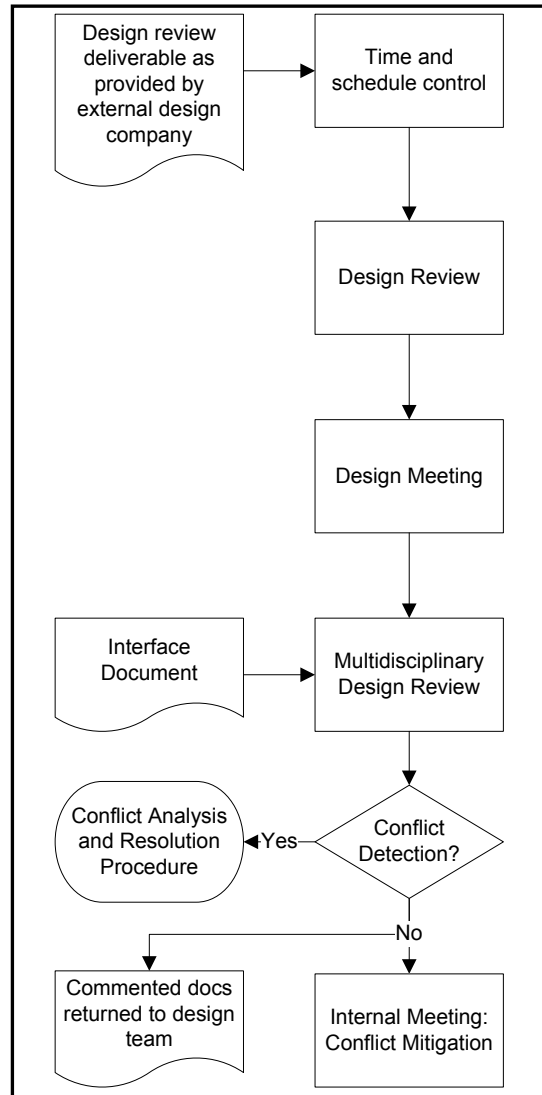 Design review
deliverable as
provided by
external design
company
Time and
schedule control
Design Review
Design Meeting
Interface
Document
Multidisciplinary
Design Review
Conflict Analysis
and Resolution
Procedure
Yes
Conflict
Detection?
No
Commented docs
returned to design
team
Internal Meeting:
Conflict Mitigation